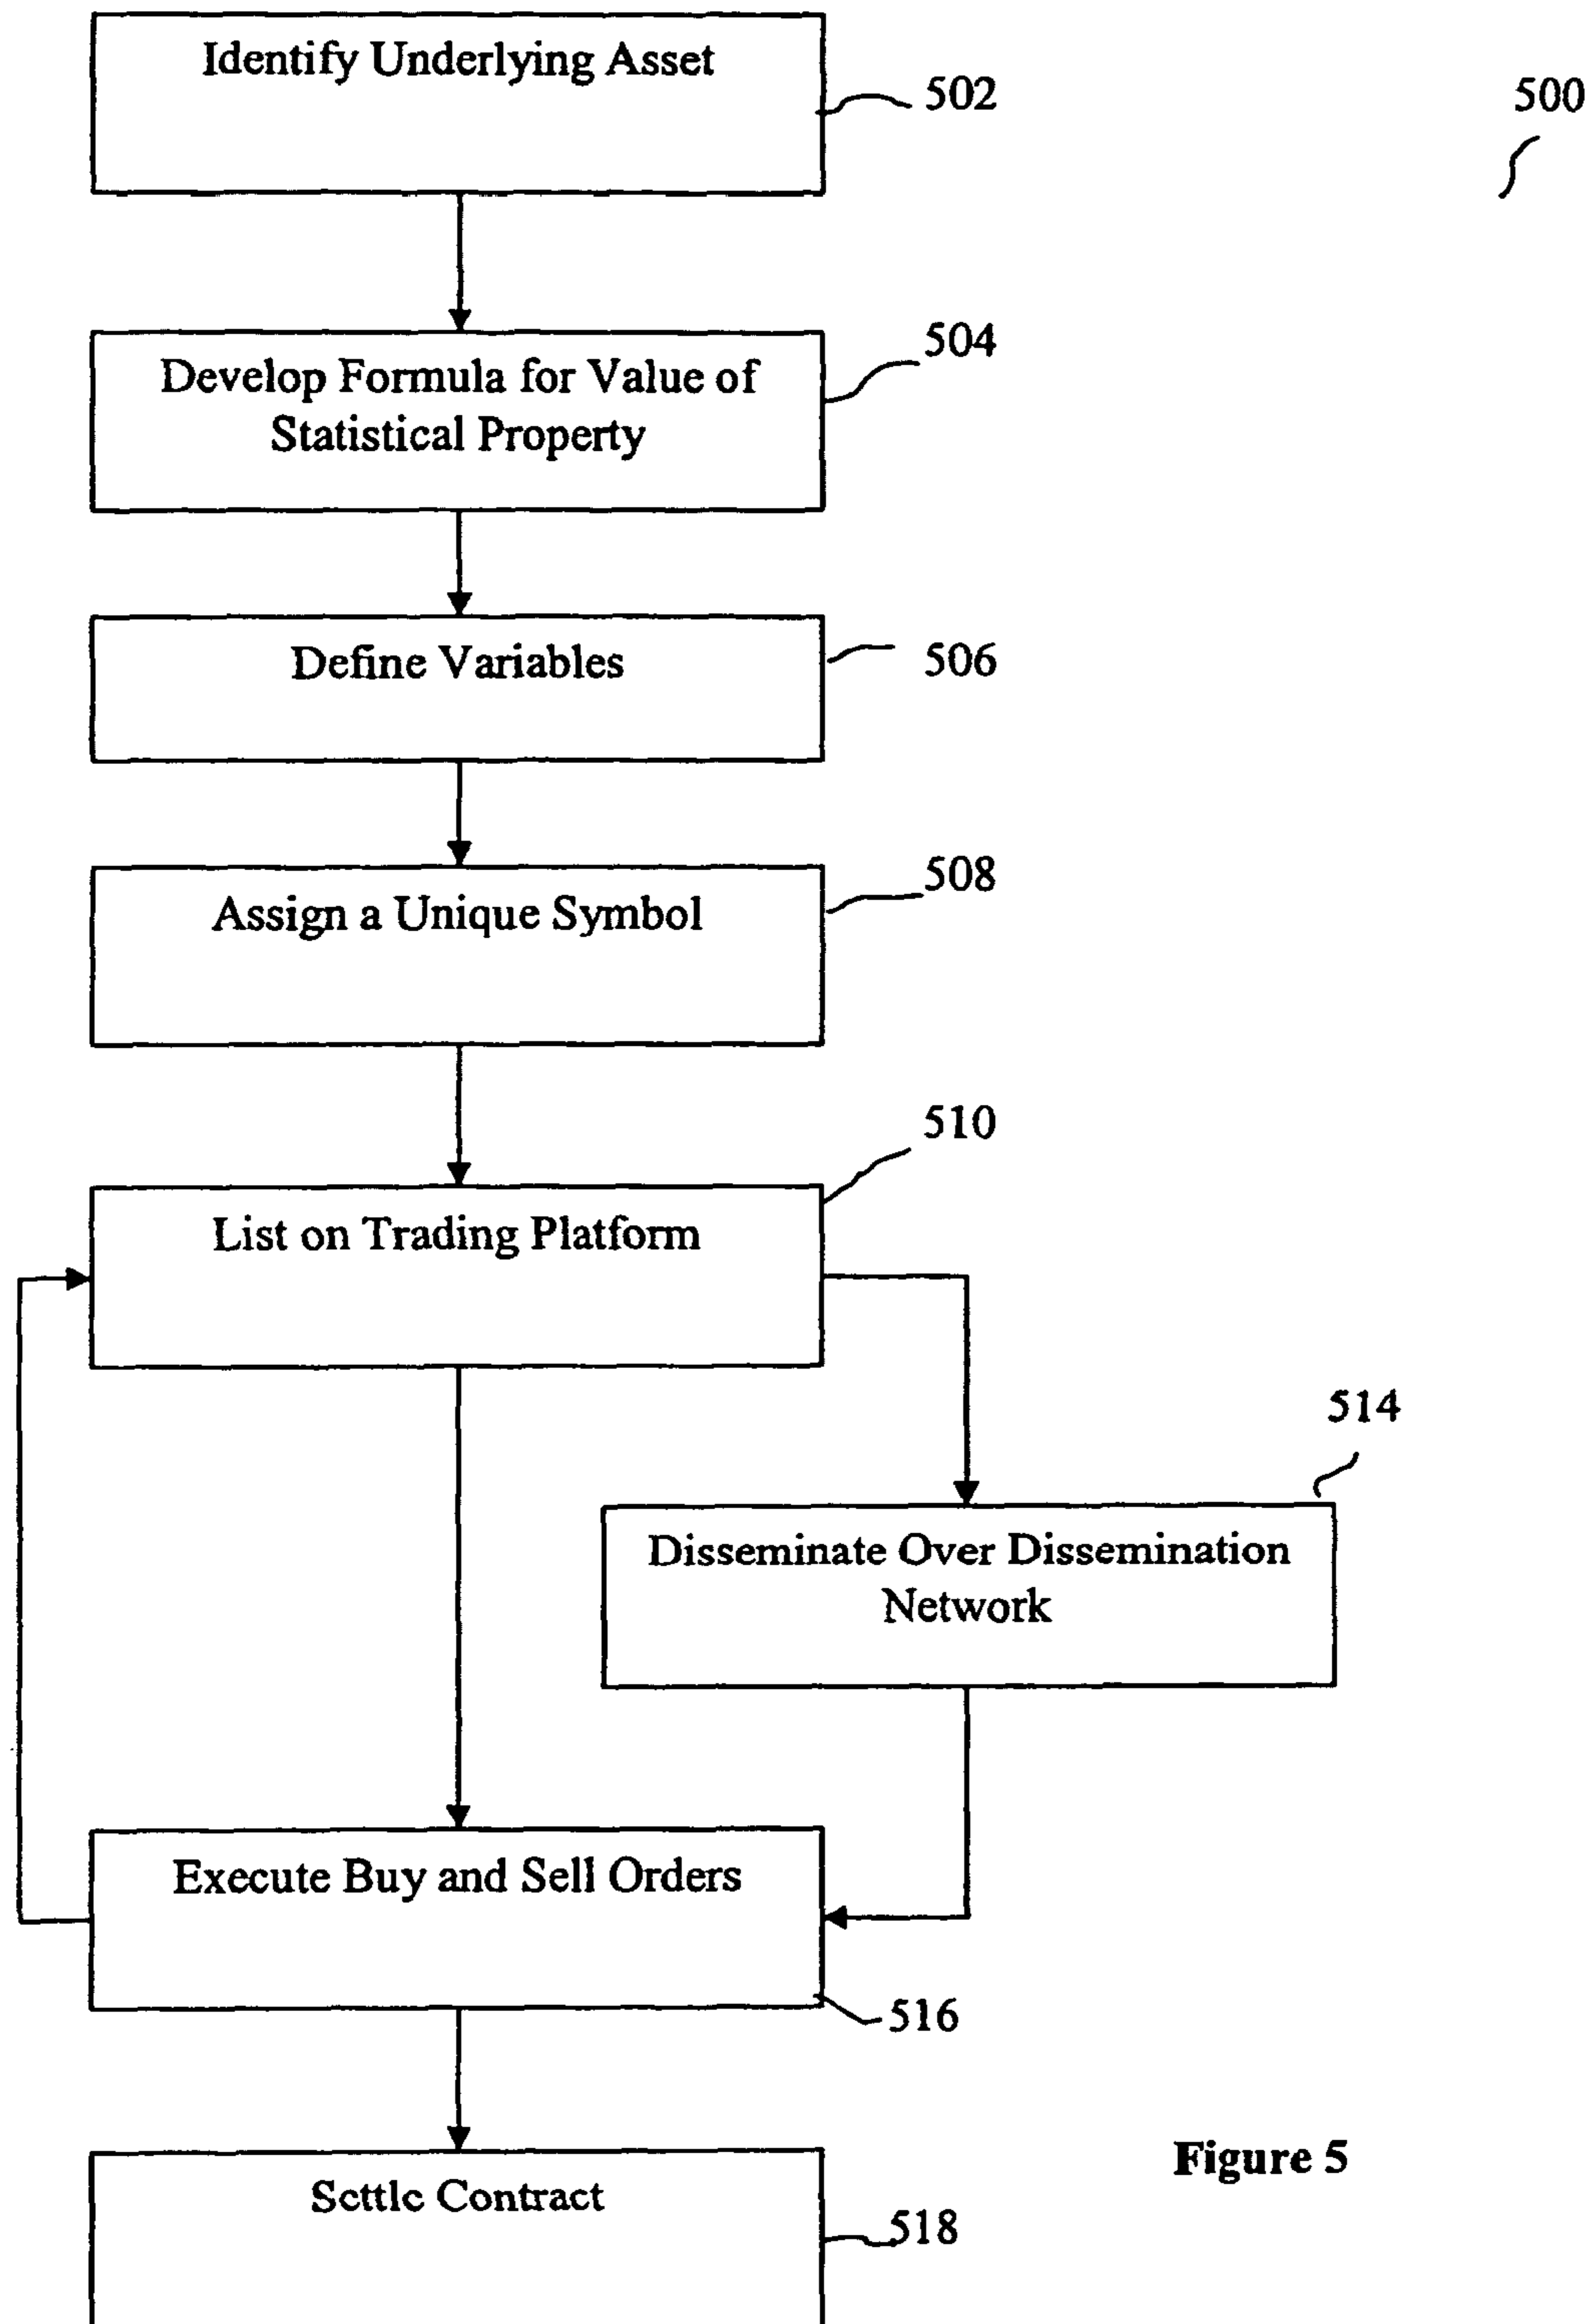 Identify Underlying Asset
502
500
Develop Formula for Value of
Statistical Property
504
Define Variables
506
Assign a Unique Symbol
508
510
List on Trading Platform
514
Disseminate Over Dissemination
Network
Execute Buy and Sell Orders
516
Settle Contract
518
Figure 5